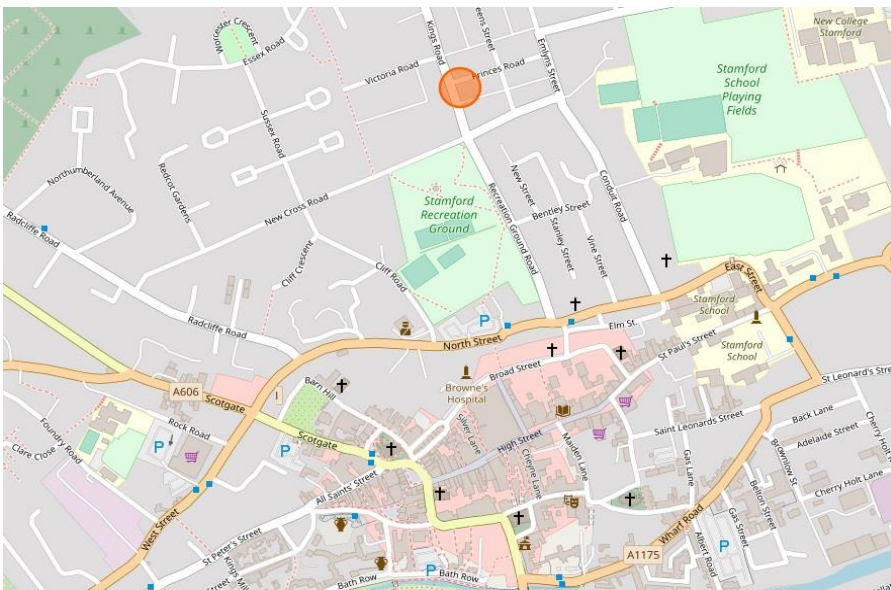 Worcester Crescent
Essex Road
Kings Road
Emlyns Street
Victoria Road
Princes Road
New College
Stamford
Stamford
School
Playing
Fields
Sussex Road
Redcot Gardens
Northumberland Avenue
Radcliffe Road
New Cross Road
Stamford
Recreation
Ground
Recreation Ground Road
New Street
Bentley Street
Stanley Street
Vine Street
Conduit Road
Cliff Crescent
Cliff Road
East Street
Stamford
School
Radcliffe Road
P
North Street
Elm St.
St Paul's Street
Stamford
School
Broad Street
Browne's
Hospital
Barn Hill
A606
Scotgate
St Leonard's Street
Rock Road
Foundry Road
Clare Close
P
P
Scotgate
Silver Lane
High Street
Cheyne Lane
Maiden Lane
Saint Leonards Street
Back Lane
Adelaide Street
Cherry Holt Lane
Brownlow St
Gas Lane
Belton Street
All Saints' Street
West Street
St Peter's Street
Wharf Road
Gas Street
Albert Road
P
A1175
Bath Row
P
Bath Row